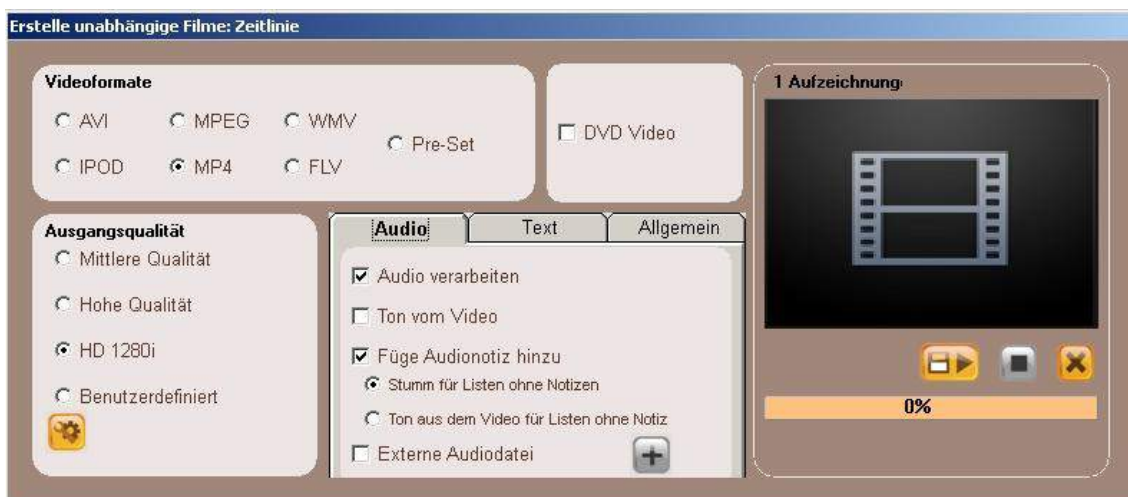 Erstelle unabhängige Filme: Zeitlinie
Videoformate
AVI
MPEG
WMV
Pre-Set
IPOD
MP4
FLV
DVD Video
1 Aufzeichnung:
Ausgangsqualität
Mittlere Qualität
Hohe Qualität
HD 1280i
Benutzerdefiniert
Audio
Text
Allgemein
Audio verarbeiten
Ton vom Video
Füge Audionotiz hinzu
Stumm für Listen ohne Notizen
Ton aus dem Video für Listen ohne Notiz
Externe Audiodatei
0%